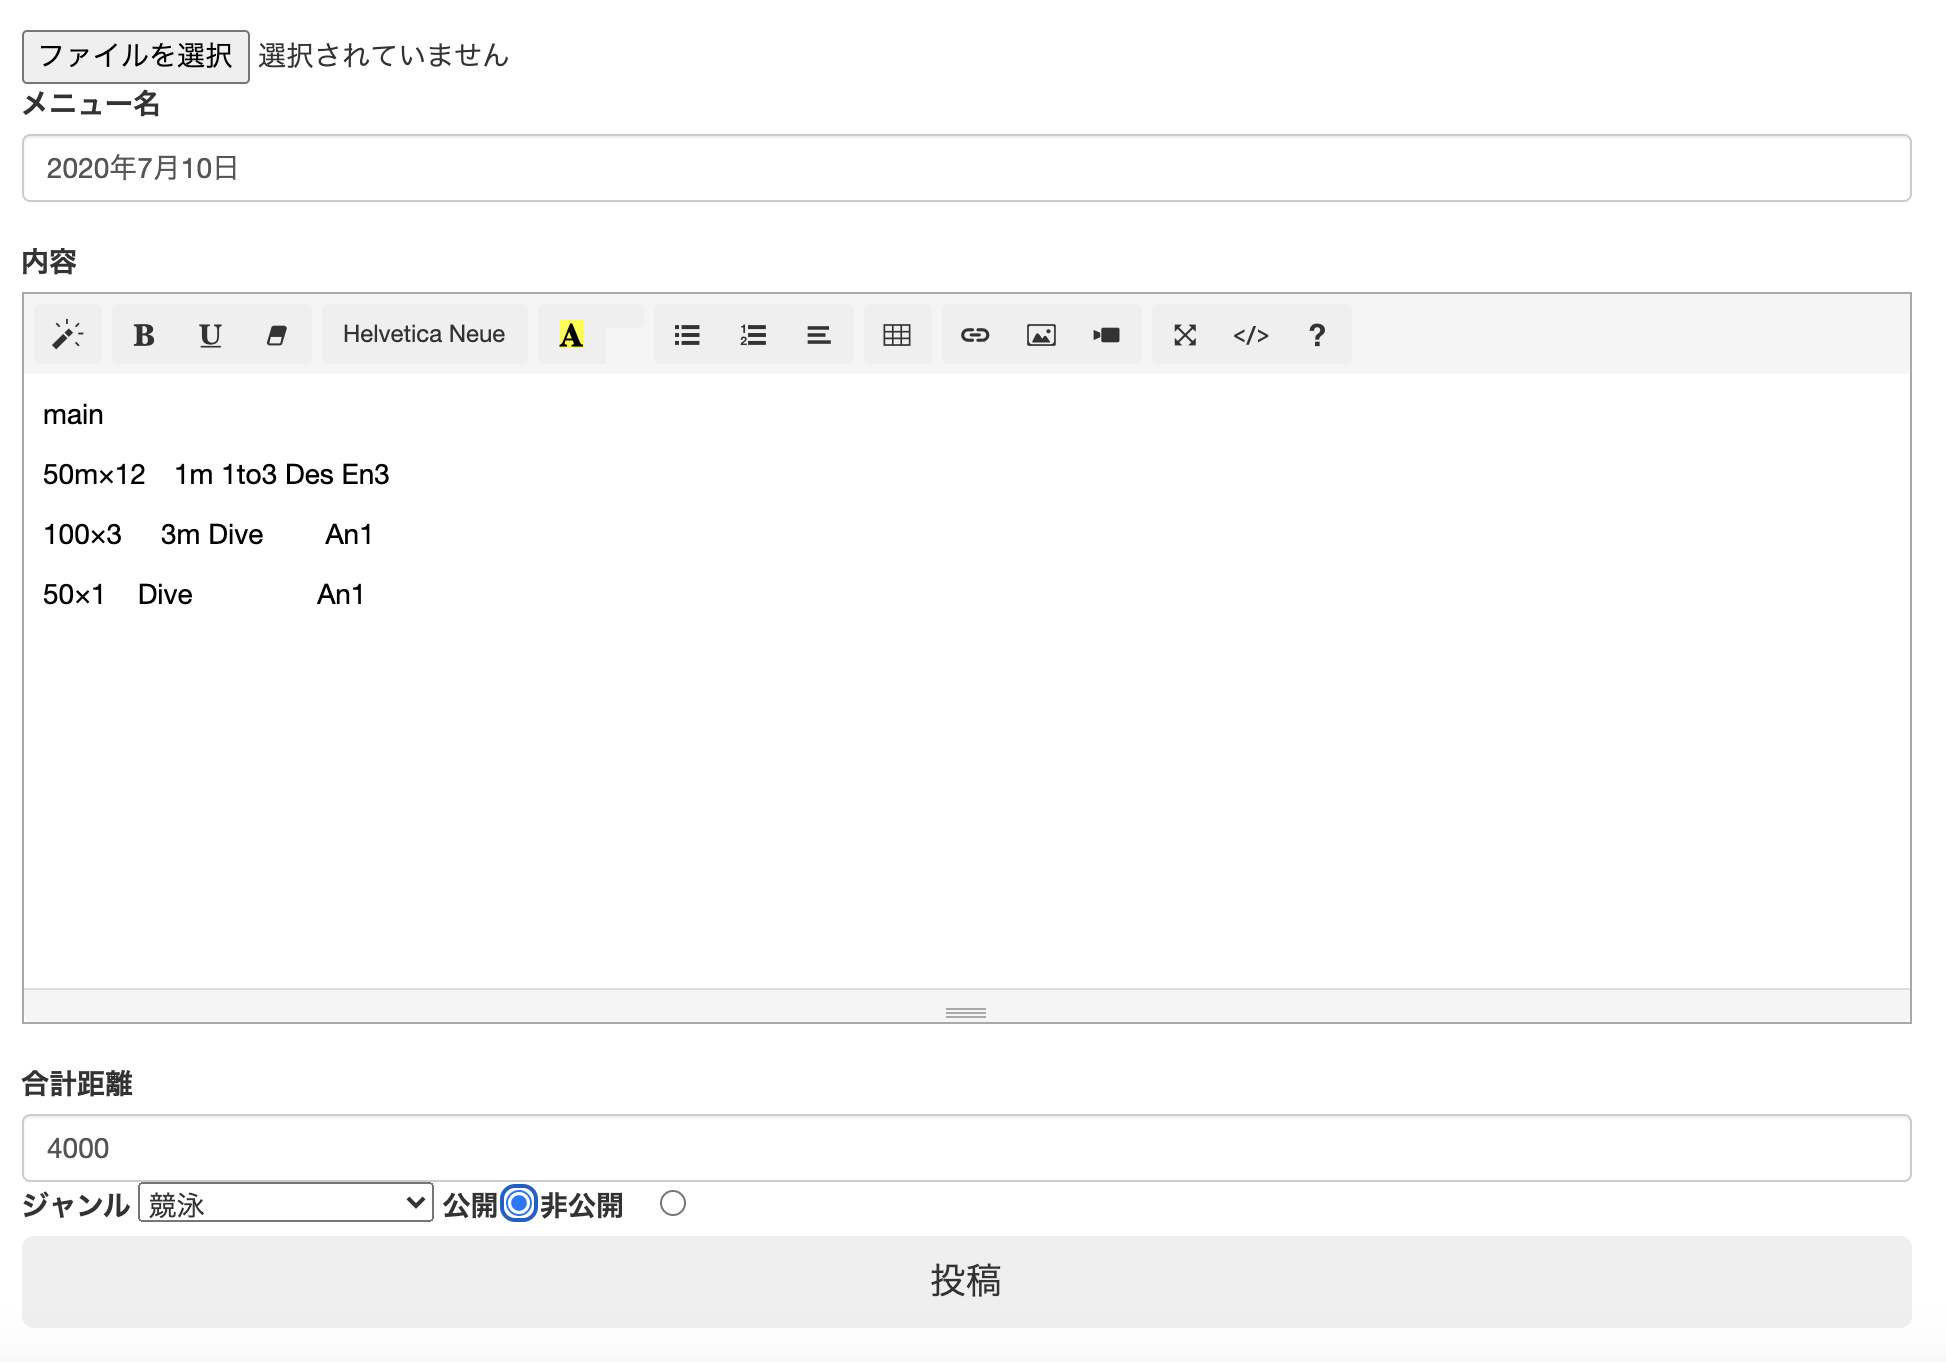 ファイルを選択 選択されていません
メニュー名
2020年7月10日
内容
B U Helvetica Neue A </> ?
main
50m×12 1m 1to3 Des En3
100×3 3m Dive An1
50×1 Dive An1
合計距離
4000
ジャンル 競泳 公開 非公開
投稿